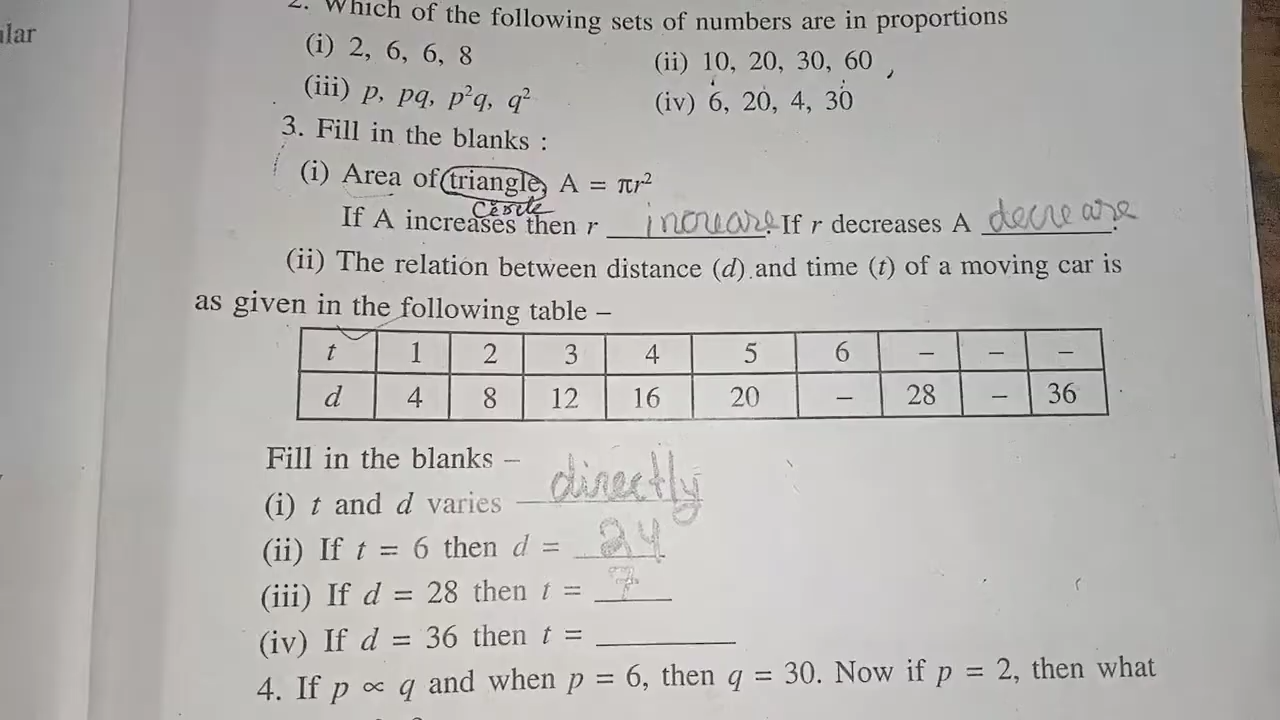 ular
2. Which of the following sets of numbers are in proportions
(i) 2, 6, 6, 8 (ii) 10, 20, 30, 60
(iii) p, pq, p²q, q² (iv) 6, 20, 4, 30
3. Fill in the blanks :
(i) Area of triangle, A = πr²
If A increases then r increase. If r decreases A decrease.
(ii) The relation between distance (d) and time (t) of a moving car is
as given in the following table –
t 1 2 3 4 5 6 – – –
d 4 8 12 16 20 – 28 – 36
Fill in the blanks –
(i) t and d varies directly
(ii) If t = 6 then d = 24
(iii) If d = 28 then t = 7
(iv) If d = 36 then t = ________
4. If p ∝ q and when p = 6, then q = 30. Now if p = 2, then what